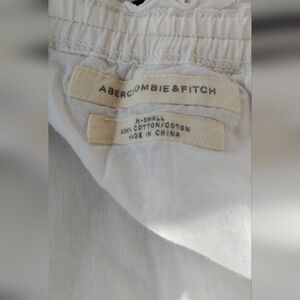 ABERCROMBIE & FITCH
X-SMALL
100% COTTON/COTON
MADE IN CHINA